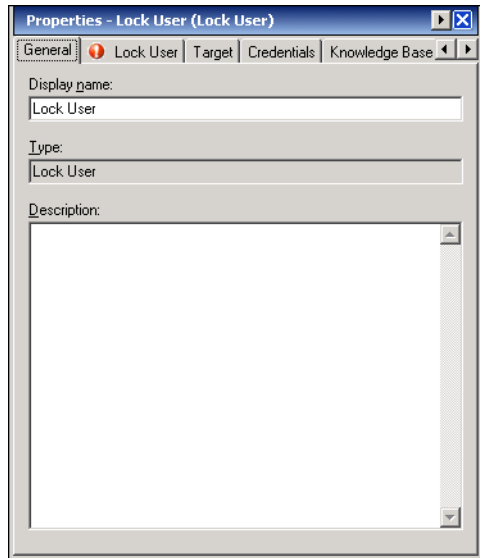 Properties - Lock User (Lock User)
General Lock User Target Credentials Knowledge Base
Display name:
Lock User
Type:
Lock User
Description: